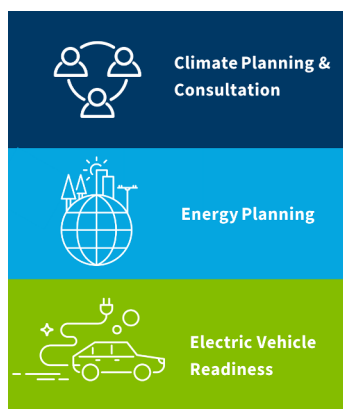 Climate Planning &
Consultation
Energy Planning
Electric Vehicle
Readiness